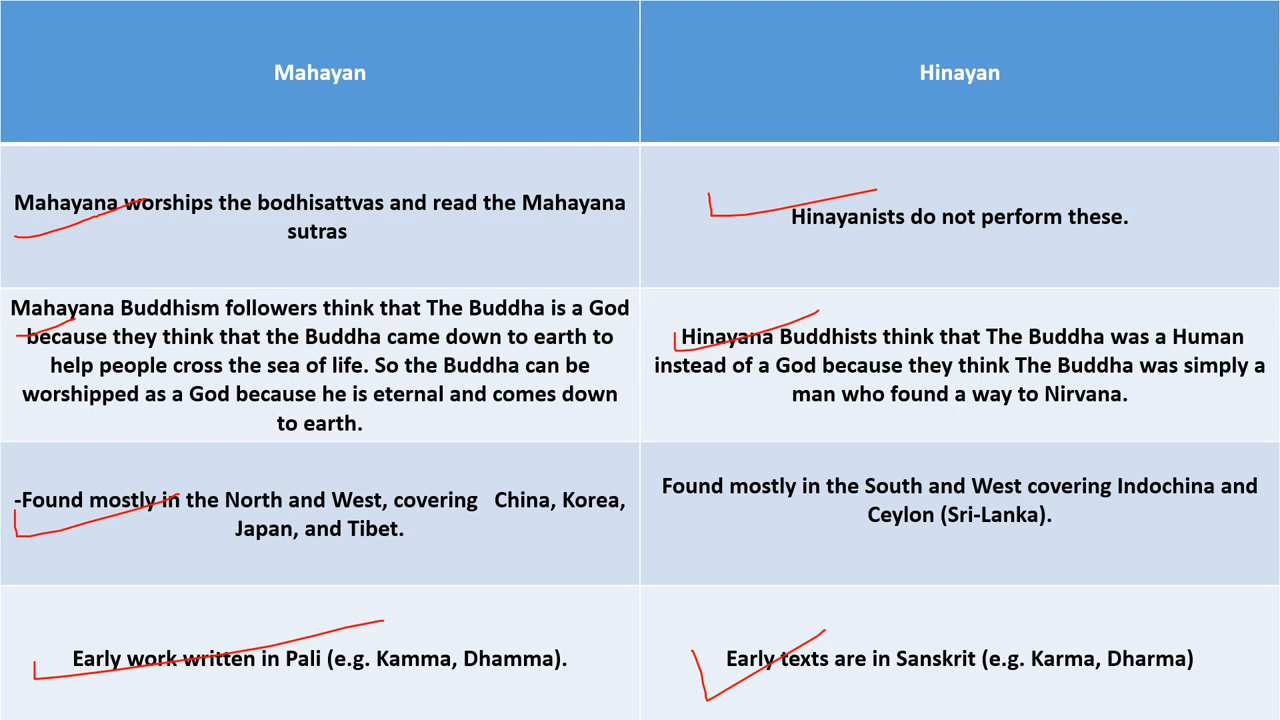 Mahayan
Hinayan
Mahayana worships the bodhisattvas and read the Mahayana
sutras
Hinayanists do not perform these.
Mahayana Buddhism followers think that The Buddha is a God
because they think that the Buddha came down to earth to
help people cross the sea of life. So the Buddha can be
worshipped as a God because he is eternal and comes down
to earth.
Hinayana Buddhists think that The Buddha was a Human
instead of a God because they think The Buddha was simply a
man who found a way to Nirvana.
-Found mostly in the North and West, covering China, Korea,
Japan, and Tibet.
Found mostly in the South and West covering Indochina and
Ceylon (Sri-Lanka).
Early work written in Pali (e.g. Kamma, Dhamma).
Early texts are in Sanskrit (e.g. Karma, Dharma)